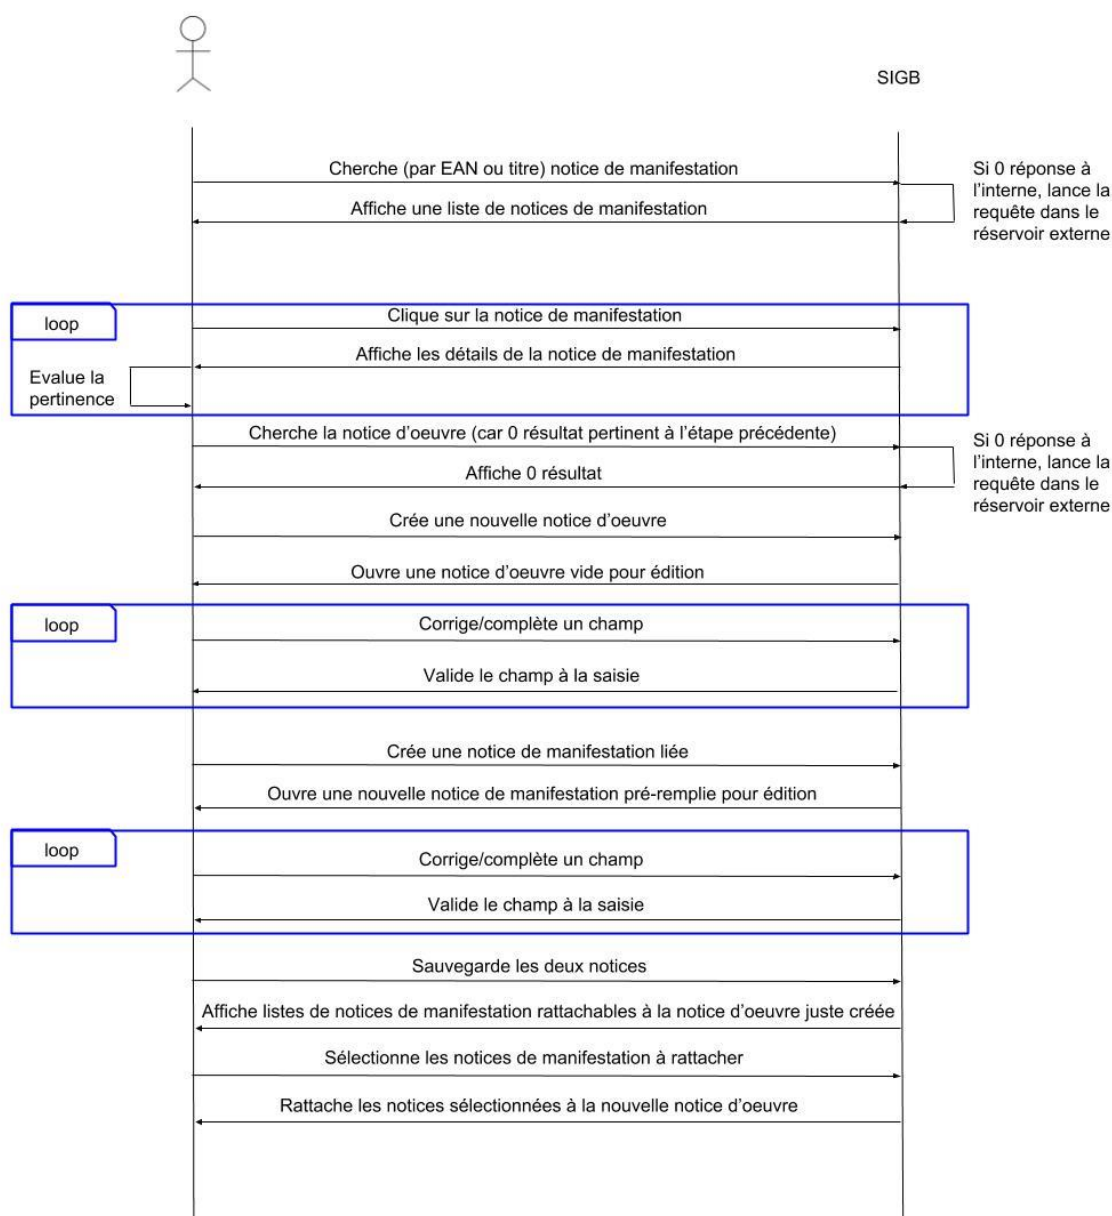 SIGB
Cherche (par EAN ou titre) notice de manifestation
Si 0 réponse à
l'interne, lance la
requête dans le
réservoir externe
Affiche une liste de notices de manifestation
loop
Clique sur la notice de manifestation
Affiche les détails de la notice de manifestation
Evalue la
pertinence
Cherche la notice d'oeuvre (car 0 résultat pertinent à l'étape précédente)
Si 0 réponse à
l'interne, lance la
requête dans le
réservoir externe
Affiche 0 résultat
Crée une nouvelle notice d'oeuvre
Ouvre une notice d'oeuvre vide pour édition
loop
Corrige/complète un champ
Valide le champ à la saisie
Crée une notice de manifestation liée
Ouvre une nouvelle notice de manifestation pré-remplie pour édition
loop
Corrige/complète un champ
Valide le champ à la saisie
Sauvegarde les deux notices
Affiche listes de notices de manifestation rattachables à la notice d'oeuvre juste créée
Sélectionne les notices de manifestation à rattacher
Rattache les notices sélectionnées à la nouvelle notice d'oeuvre